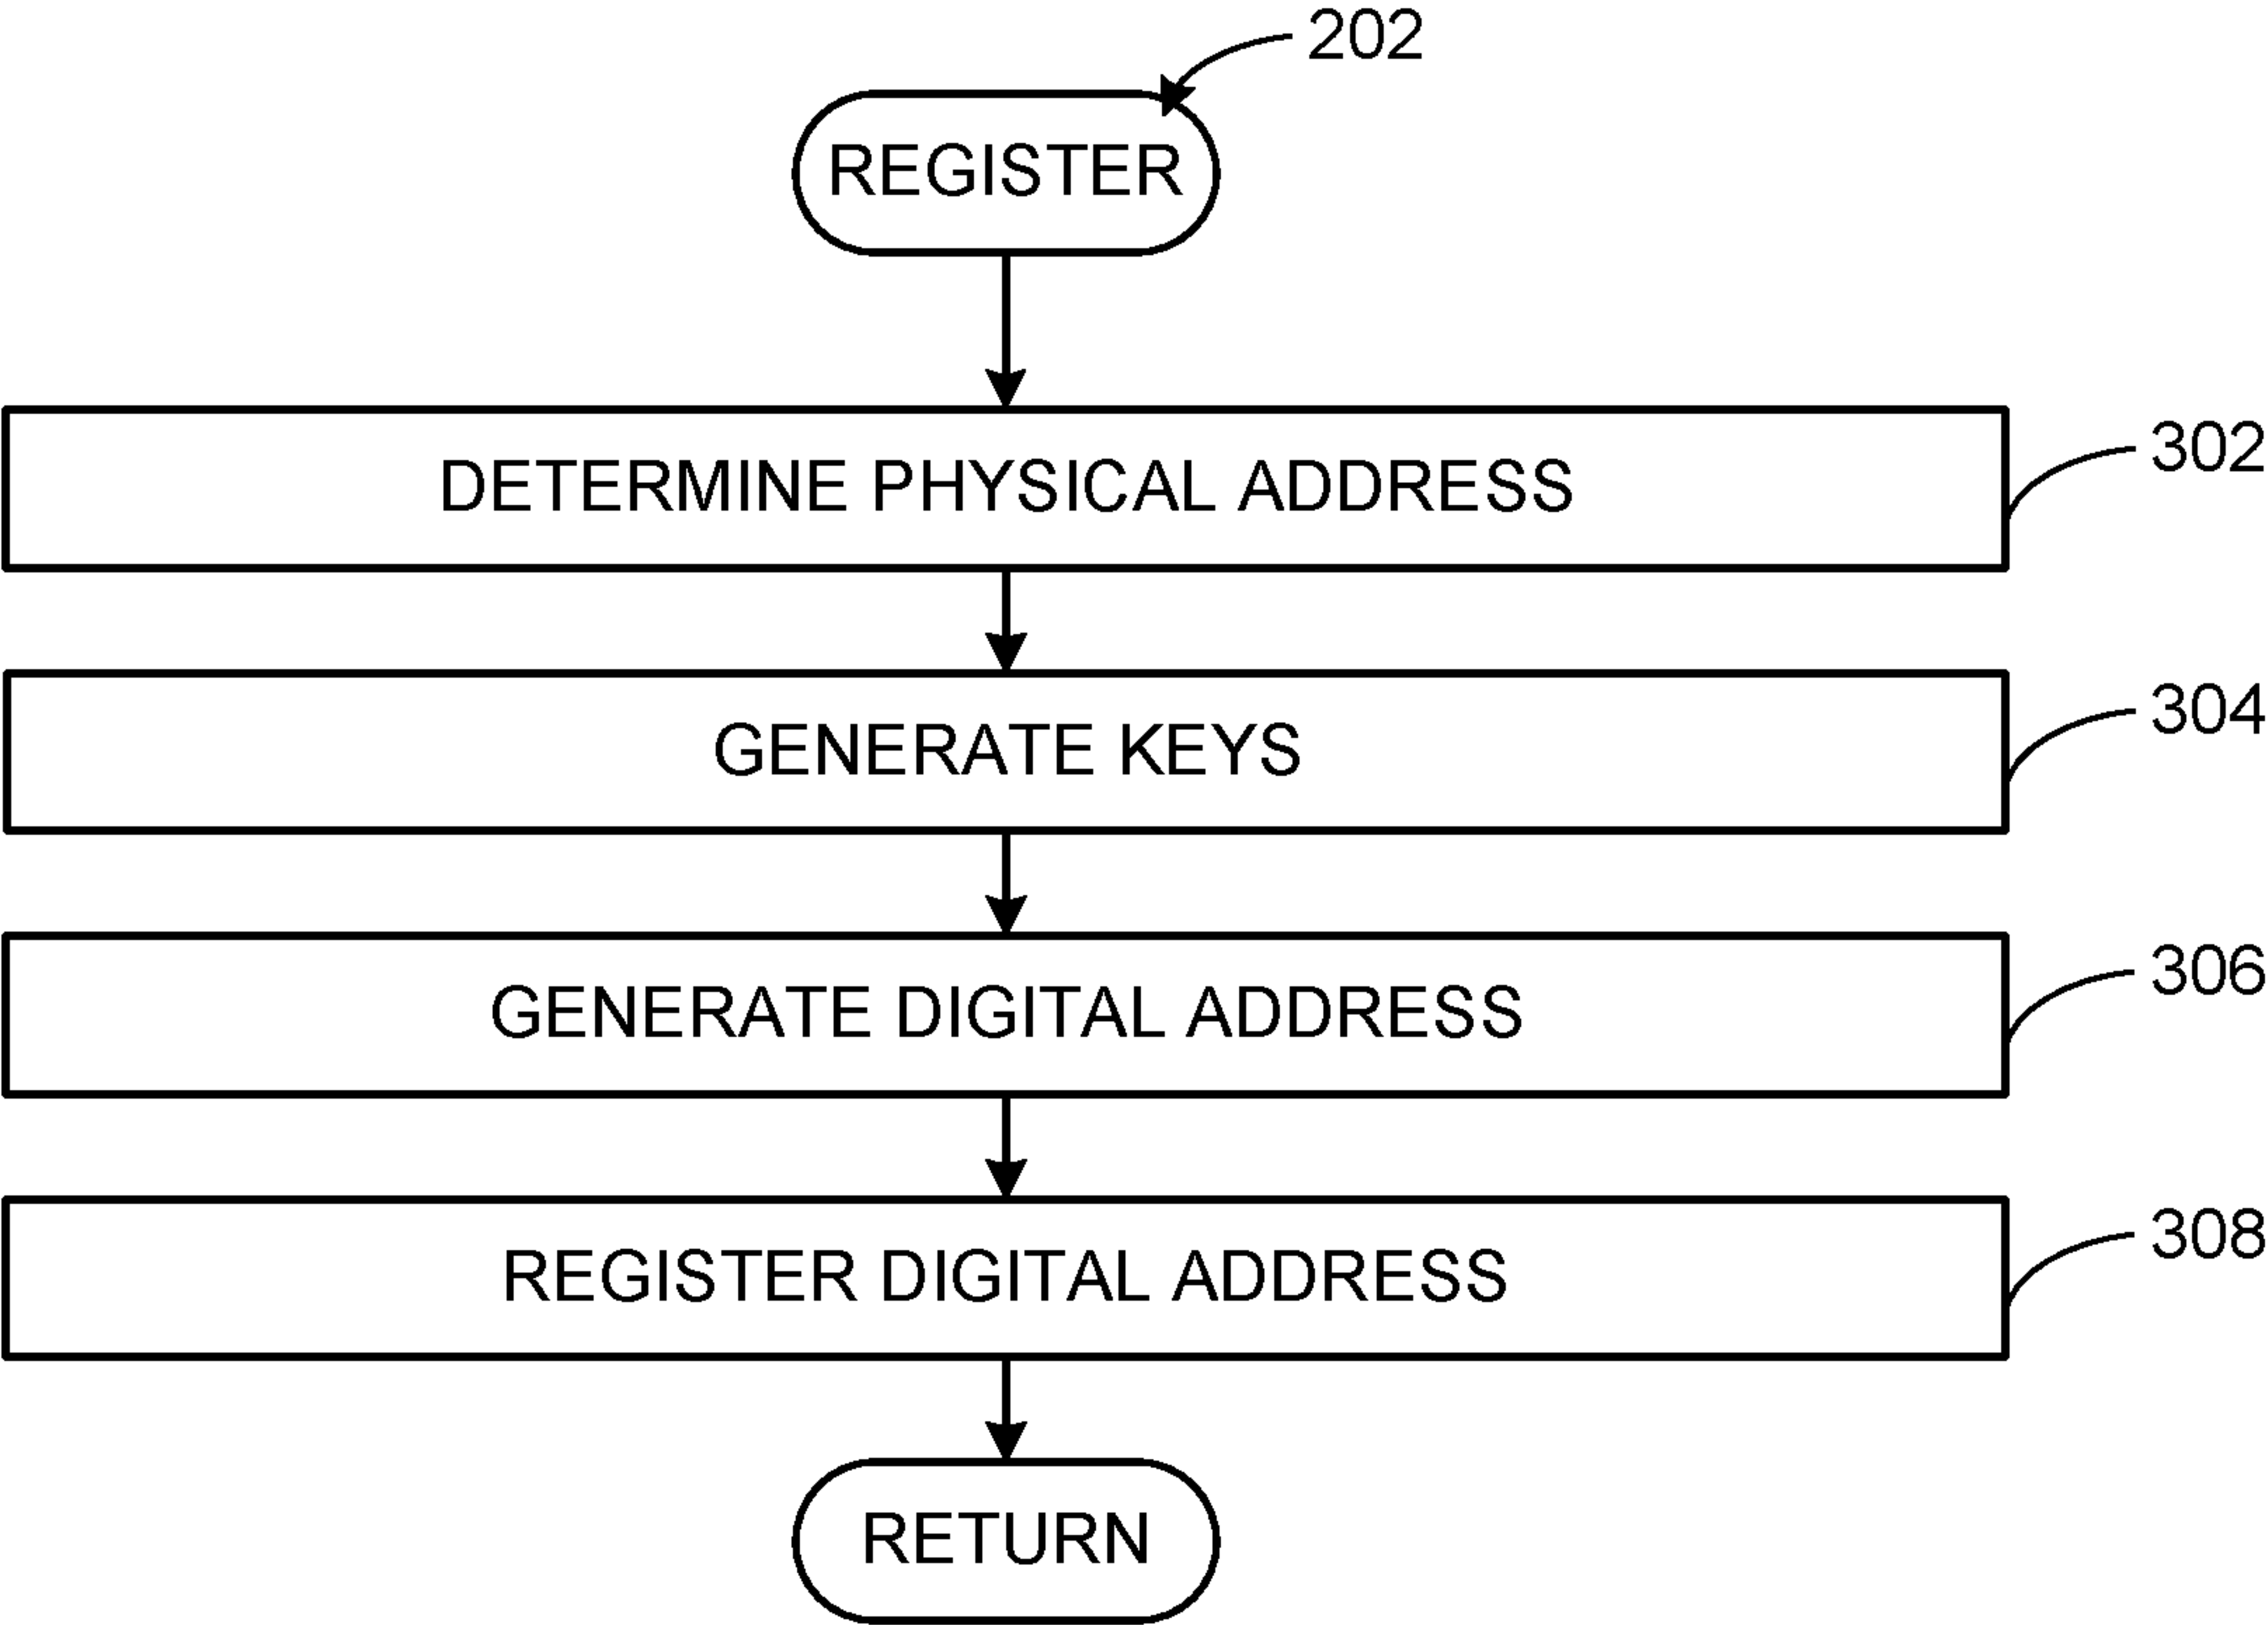 202
REGISTER
302
DETERMINE PHYSICAL ADDRESS
304
GENERATE KEYS
306
GENERATE DIGITAL ADDRESS
308
REGISTER DIGITAL ADDRESS
RETURN